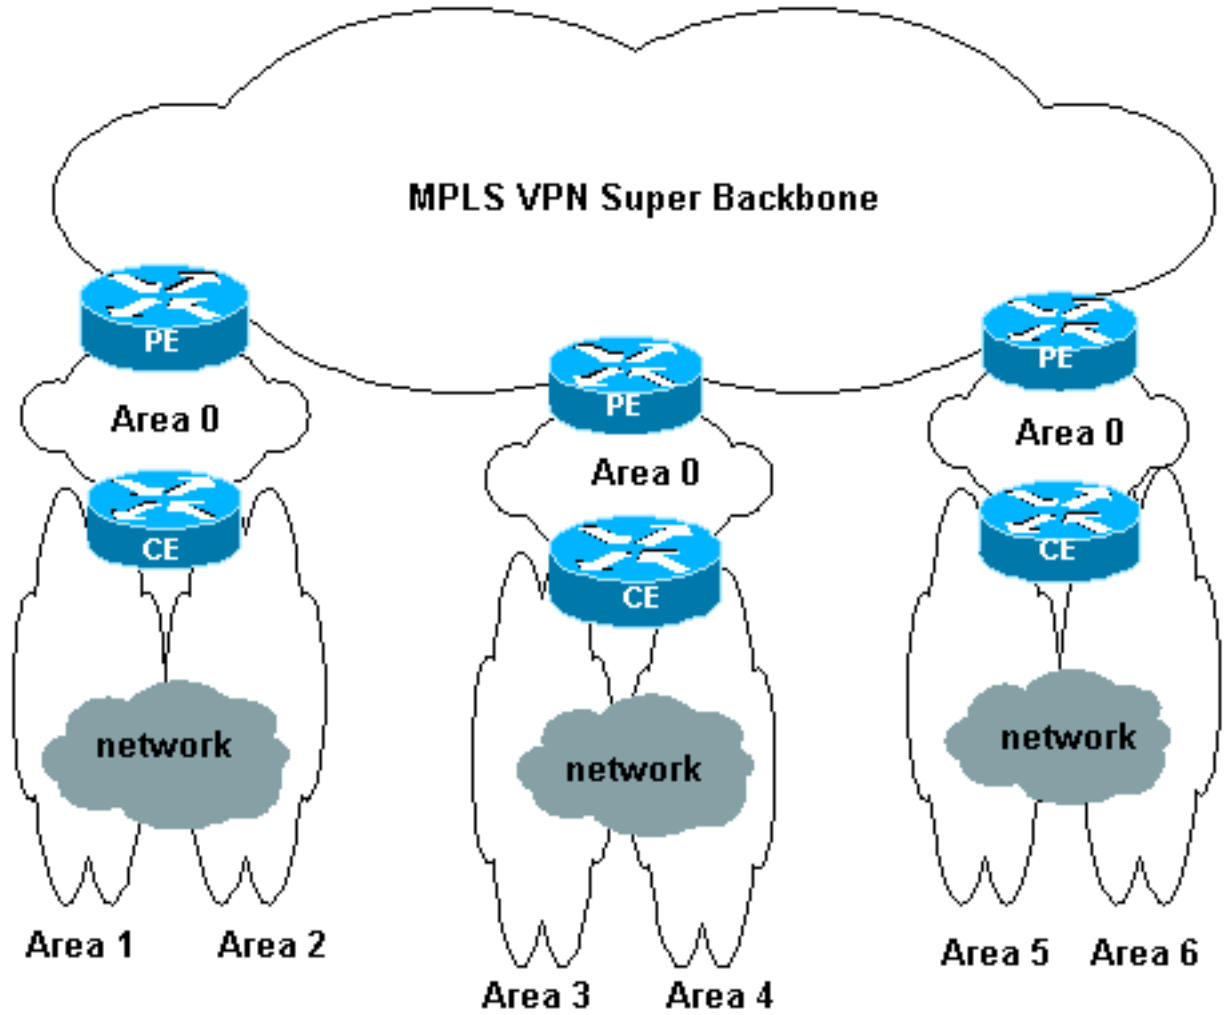 MPLS VPN Super Backbone
PE
PE
PE
Area 0
Area 0
Area 0
CE
CE
CE
network
network
network
Area 1
Area 2
Area 3
Area 4
Area 5
Area 6